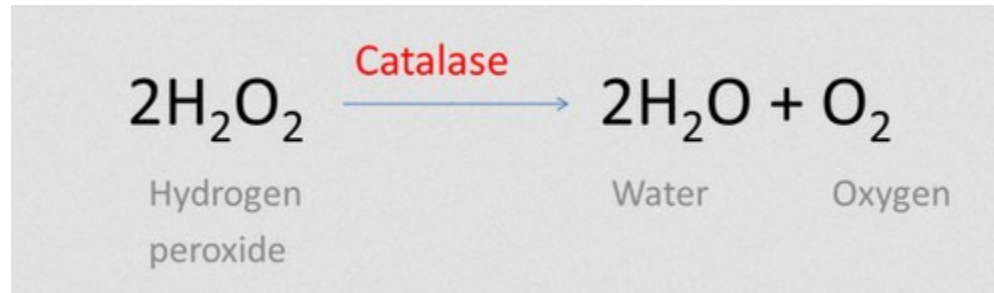 Catalase
2H₂O₂ → 2H₂O + O₂
Hydrogen peroxide Water Oxygen